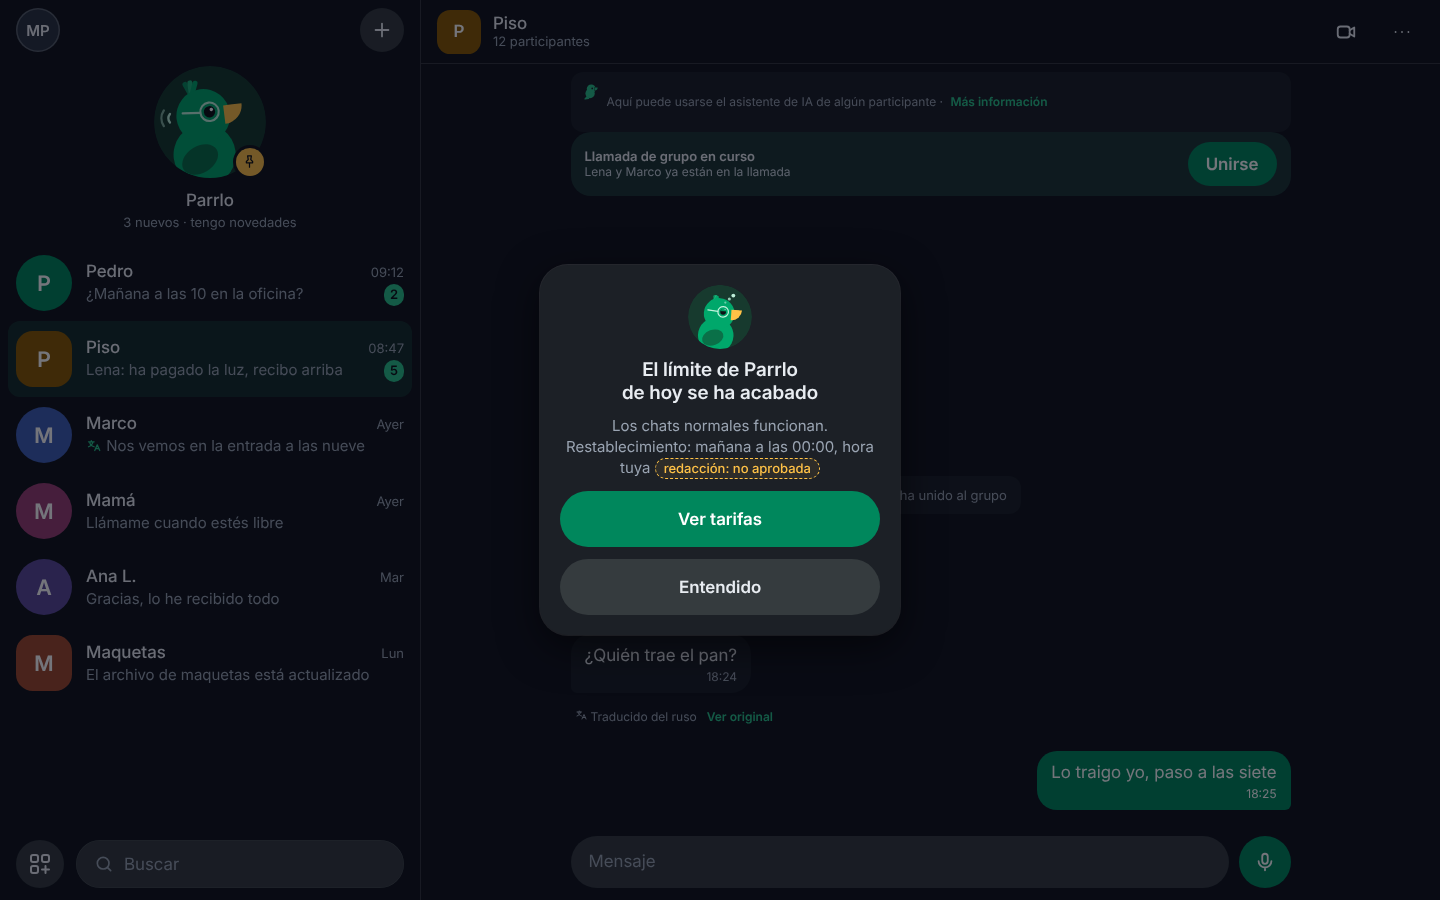 MP
Parrlo
3 nuevos · tengo novedades
P
Pedro
09:12
¿Mañana a las 10 en la oficina?
2
P
Piso
08:47
Lena: ha pagado la luz, recibo arriba
5
M
Marco
Ayer
Nos vemos en la entrada a las nueve
M
Mamá
Ayer
Llámame cuando estés libre
A
Ana L.
Mar
Gracias, lo he recibido todo
M
Maquetas
Lun
El archivo de maquetas está actualizado
Buscar
P
Piso
12 participantes
Aquí puede usarse el asistente de IA de algún participante · Más información
Llamada de grupo en curso
Lena y Marco ya están en la llamada
Unirse
El límite de Parrlo
de hoy se ha acabado
Los chats normales funcionan.
Restablecimiento: mañana a las 00:00, hora
tuya redacción: no aprobada
Ver tarifas
Entendido
ha unido al grupo
¿Quién trae el pan?
18:24
Traducido del ruso Ver original
Lo traigo yo, paso a las siete
18:25
Mensaje